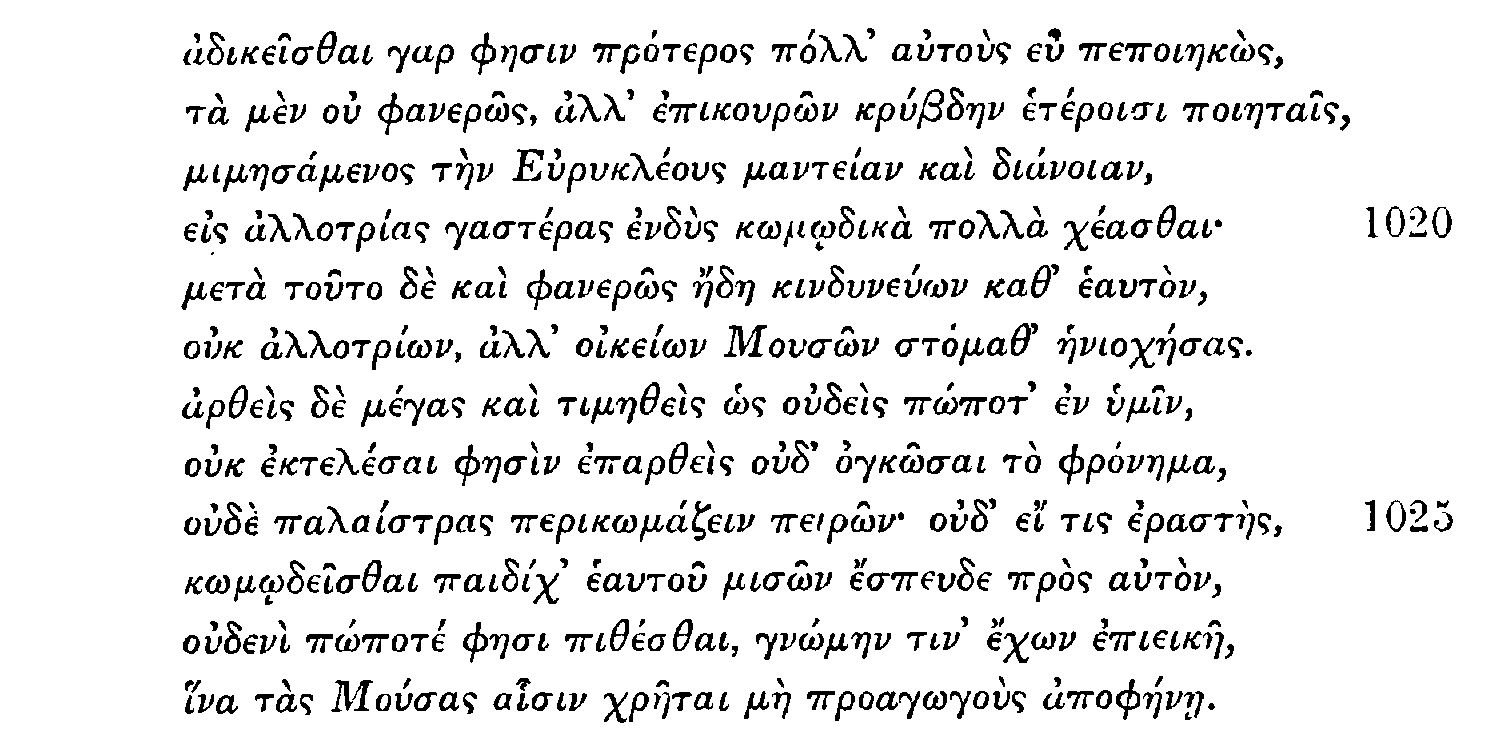 ἀδικεῖσθαι γαρ φησιν πρότερος πόλλ’ αὐτοὺς εὖ πεποιηκὼς,
τὰ μὲν οὐ φανερῶς, ἀλλ’ ἐπικουρῶν κρύβδην ἑτέροισι ποιηταῖς,
μιμησάμενος τὴν Εὐρυκλέους μαντείαν καὶ διάνοιαν,
εἰς ἀλλοτρίας γαστέρας ἐνδὺς κωμῳδικὰ πολλὰ χέασθαι· 1020
μετὰ τοῦτο δὲ καὶ φανερῶς ἤδη κινδυνεύων καθ’ ἑαυτὸν,
οὐκ ἀλλοτρίων, ἀλλ’ οἰκείων Μουσῶν στόμαθ’ ἡνιοχήσας.
ἀρθεὶς δὲ μέγας καὶ τιμηθεὶς ὡς οὐδεὶς πώποτ’ ἐν ὑμῖν,
οὐκ ἐκτελέσαι φησὶν ἐπαρθεὶς οὐδ’ ὀγκῶσαι τὸ φρόνημα,
οὐδὲ παλαίστρας περικωμάζειν πειρῶν· οὐδ’ εἴ τις ἐραστὴς, 1025
κωμῳδεῖσθαι παιδίχ’ ἑαυτοῦ μισῶν ἔσπευδε πρὸς αὐτὸν,
οὐδενὶ πώποτέ φησι πιθέσθαι, γνώμην τιν’ ἔχων ἐπιεικῆ,
ἵνα τὰς Μούσας αἷσιν χρῆται μὴ προαγωγοὺς ἀποφήνῃ.